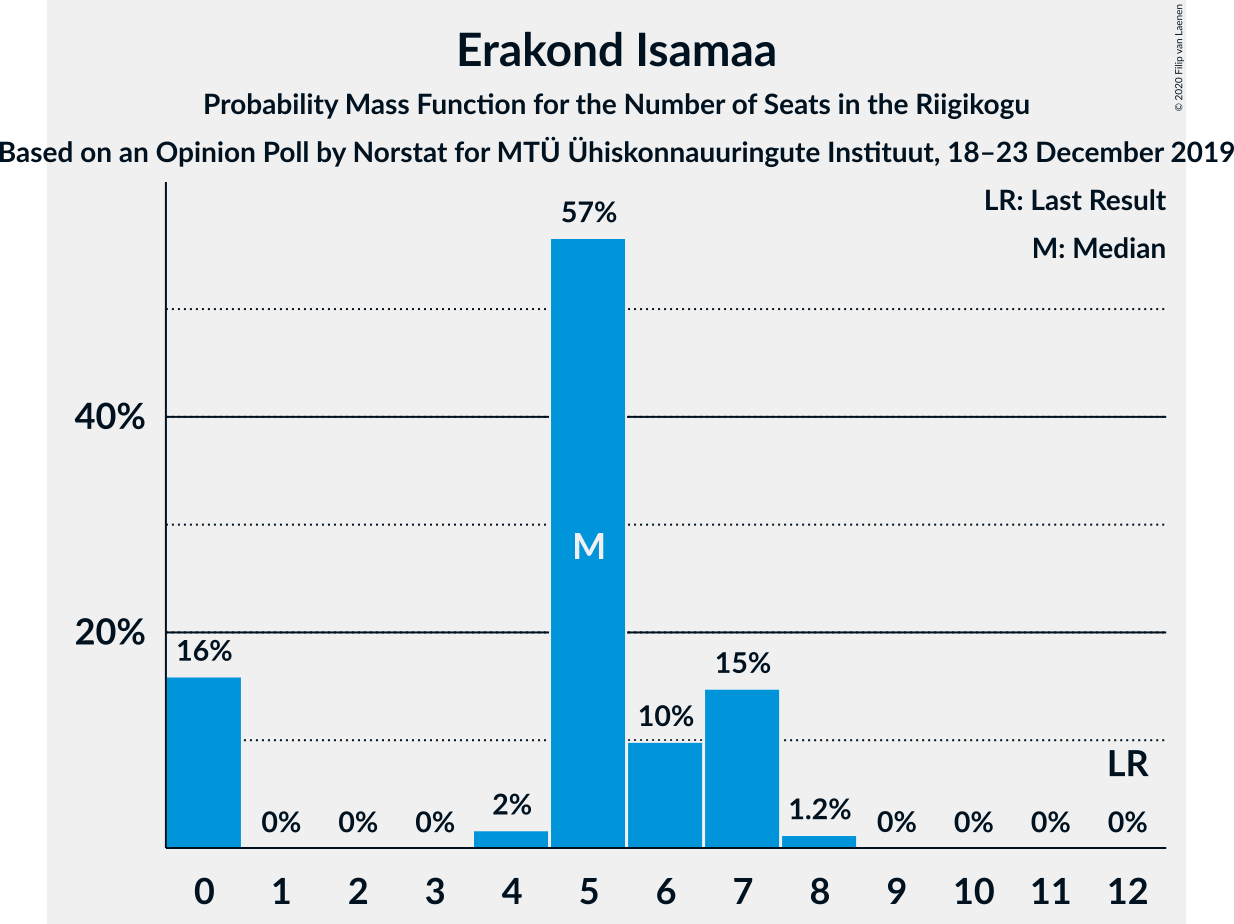 Erakond Isamaa
Probability Mass Function for the Number of Seats in the Riigikogu
Based on an Opinion Poll by Norstat for MTÜ Ühiskonnauuringute Instituut, 18–23 December 2019
© 2020 Filip van Laenen
LR: Last Result
M: Median
57%
40%
M
20%
16%
15%
10%
LR
2%
1.2%
0% 0% 0% 0% 0% 0% 0%
0 1 2 3 4 5 6 7 8 9 10 11 12